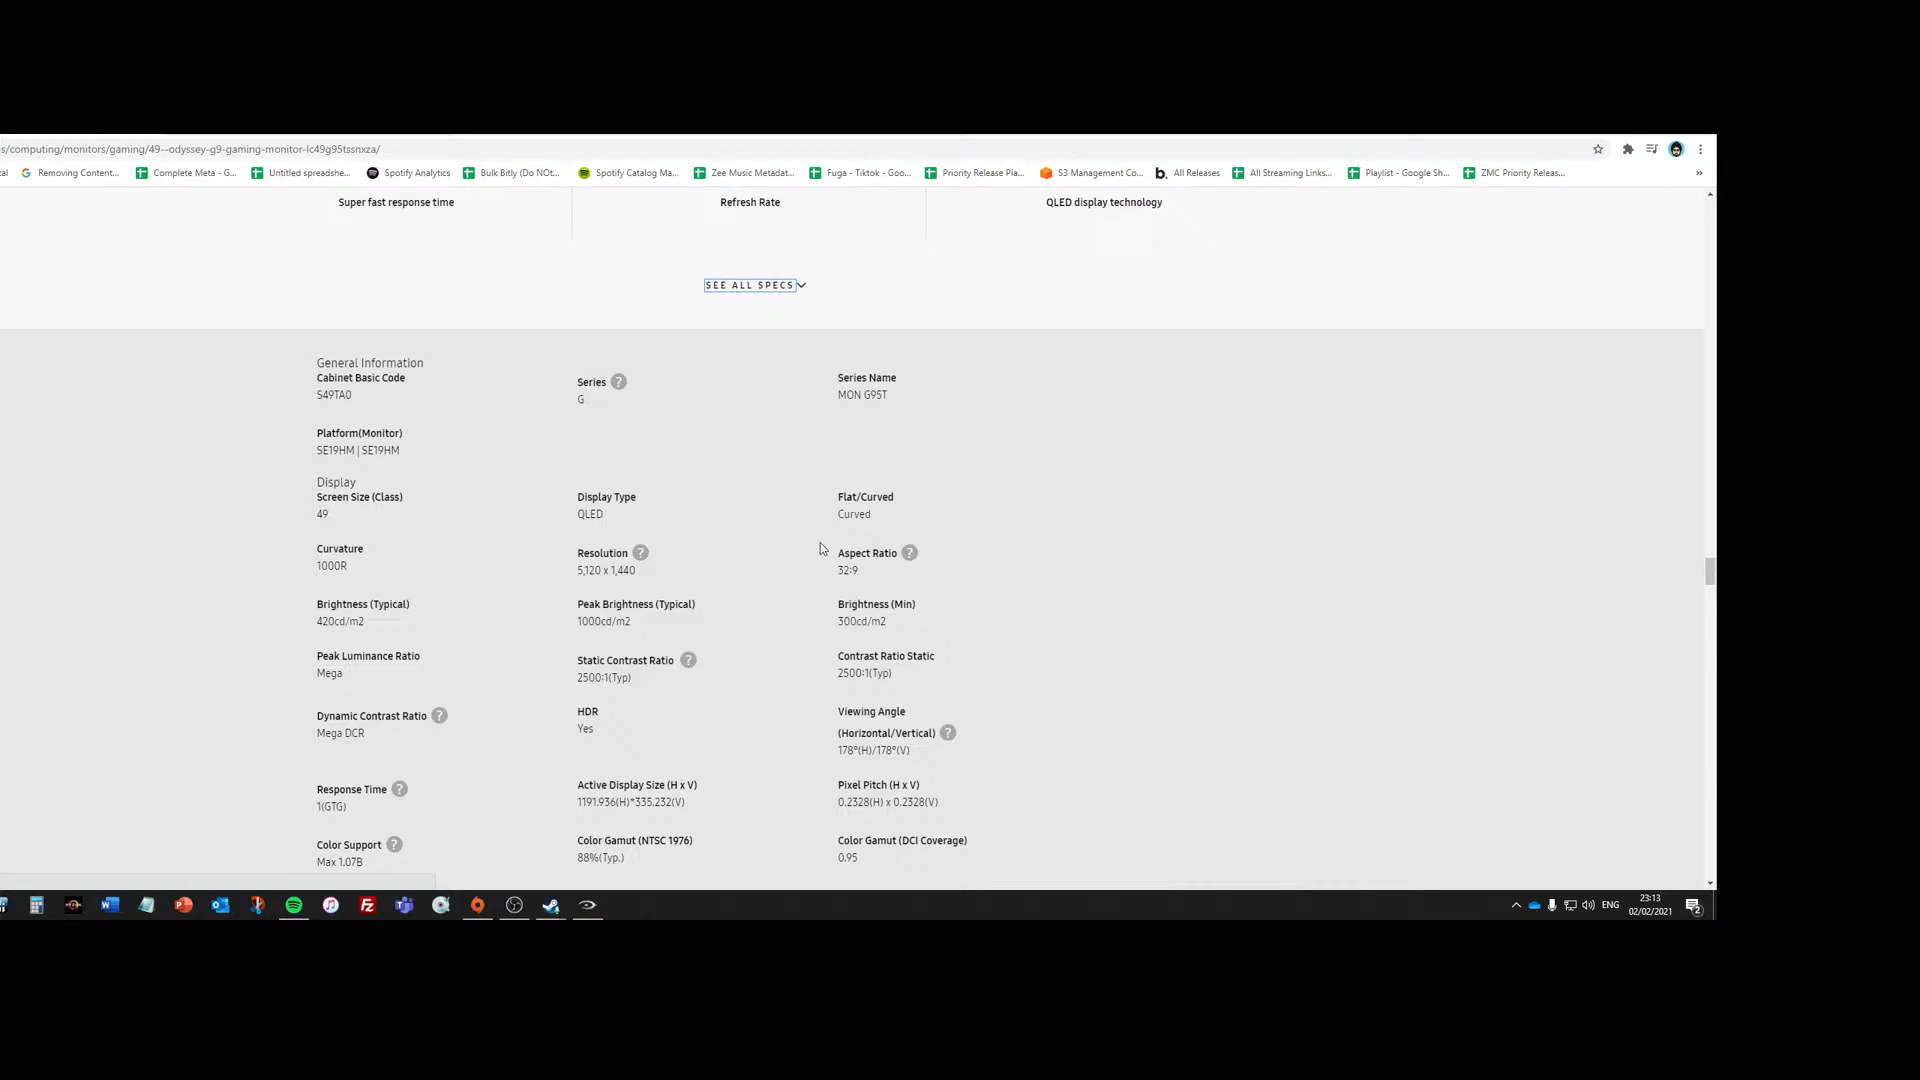 s/computing/monitors/gaming/49--odyssey-g9-gaming-monitor-lc49g95tssnxza/
Removing Content... Complete Meta - G... Untitled spreadshe... Spotify Analytics Bulk Bitly (Do NOt... Spotify Catalog Ma... Zee Music Metadat... Fuga - Tiktok - Goo... Priority Release Pla... S3 Management Co... b. All Releases All Streaming Links... Playlist - Google Sh... ZMC Priority Releas... »
Super fast response time Refresh Rate QLED display technology
SEE ALL SPECS
General Information
Cabinet Basic Code Series ? Series Name
S49TA0 G MON G95T
Platform(Monitor)
SE19HM | SE19HM
Display
Screen Size (Class) Display Type Flat/Curved
49 QLED Curved
Curvature Resolution ? Aspect Ratio ?
1000R 5,120 x 1,440 32:9
Brightness (Typical) Peak Brightness (Typical) Brightness (Min)
420cd/m2 1000cd/m2 300cd/m2
Peak Luminance Ratio Static Contrast Ratio ? Contrast Ratio Static
Mega 2500:1(Typ) 2500:1(Typ)
Dynamic Contrast Ratio ? HDR Viewing Angle
(Horizontal/Vertical) ?
Mega DCR Yes 178°(H)/178°(V)
Response Time ? Active Display Size (H x V) Pixel Pitch (H x V)
1(GTG) 1191.936(H)*335.232(V) 0.2328(H) x 0.2328(V)
Color Support ? Color Gamut (NTSC 1976) Color Gamut (DCI Coverage)
Max 1.07B 88%(Typ.) 0.95
ENG 23:13
02/02/2021 2